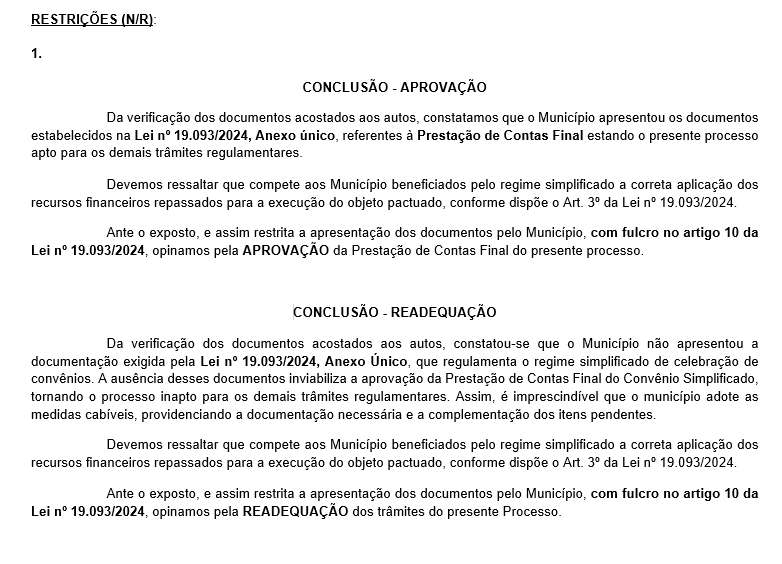 RESTRIÇÕES (N/R):
1.
CONCLUSÃO - APROVAÇÃO
Da verificação dos documentos acostados aos autos, constatamos que o Município apresentou os documentos
estabelecidos na Lei nº 19.093/2024, Anexo único, referentes à Prestação de Contas Final estando o presente processo
apto para os demais trâmites regulamentares.
Devemos ressaltar que compete aos Município beneficiados pelo regime simplificado a correta aplicação dos
recursos financeiros repassados para a execução do objeto pactuado, conforme dispõe o Art. 3º da Lei nº 19.093/2024.
Ante o exposto, e assim restrita a apresentação dos documentos pelo Município, com fulcro no artigo 10 da
Lei nº 19.093/2024, opinamos pela APROVAÇÃO da Prestação de Contas Final do presente processo.
CONCLUSÃO - READEQUAÇÃO
Da verificação dos documentos acostados aos autos, constatou-se que o Município não apresentou a
documentação exigida pela Lei nº 19.093/2024, Anexo Único, que regulamenta o regime simplificado de celebração de
convênios. A ausência desses documentos inviabiliza a aprovação da Prestação de Contas Final do Convênio Simplificado,
tornando o processo inapto para os demais trâmites regulamentares. Assim, é imprescindível que o município adote as
medidas cabíveis, providenciando a documentação necessária e a complementação dos itens pendentes.
Devemos ressaltar que compete aos Município beneficiados pelo regime simplificado a correta aplicação dos
recursos financeiros repassados para a execução do objeto pactuado, conforme dispõe o Art. 3º da Lei nº 19.093/2024.
Ante o exposto, e assim restrita a apresentação dos documentos pelo Município, com fulcro no artigo 10 da
Lei nº 19.093/2024, opinamos pela READEQUAÇÃO dos trâmites do presente Processo.